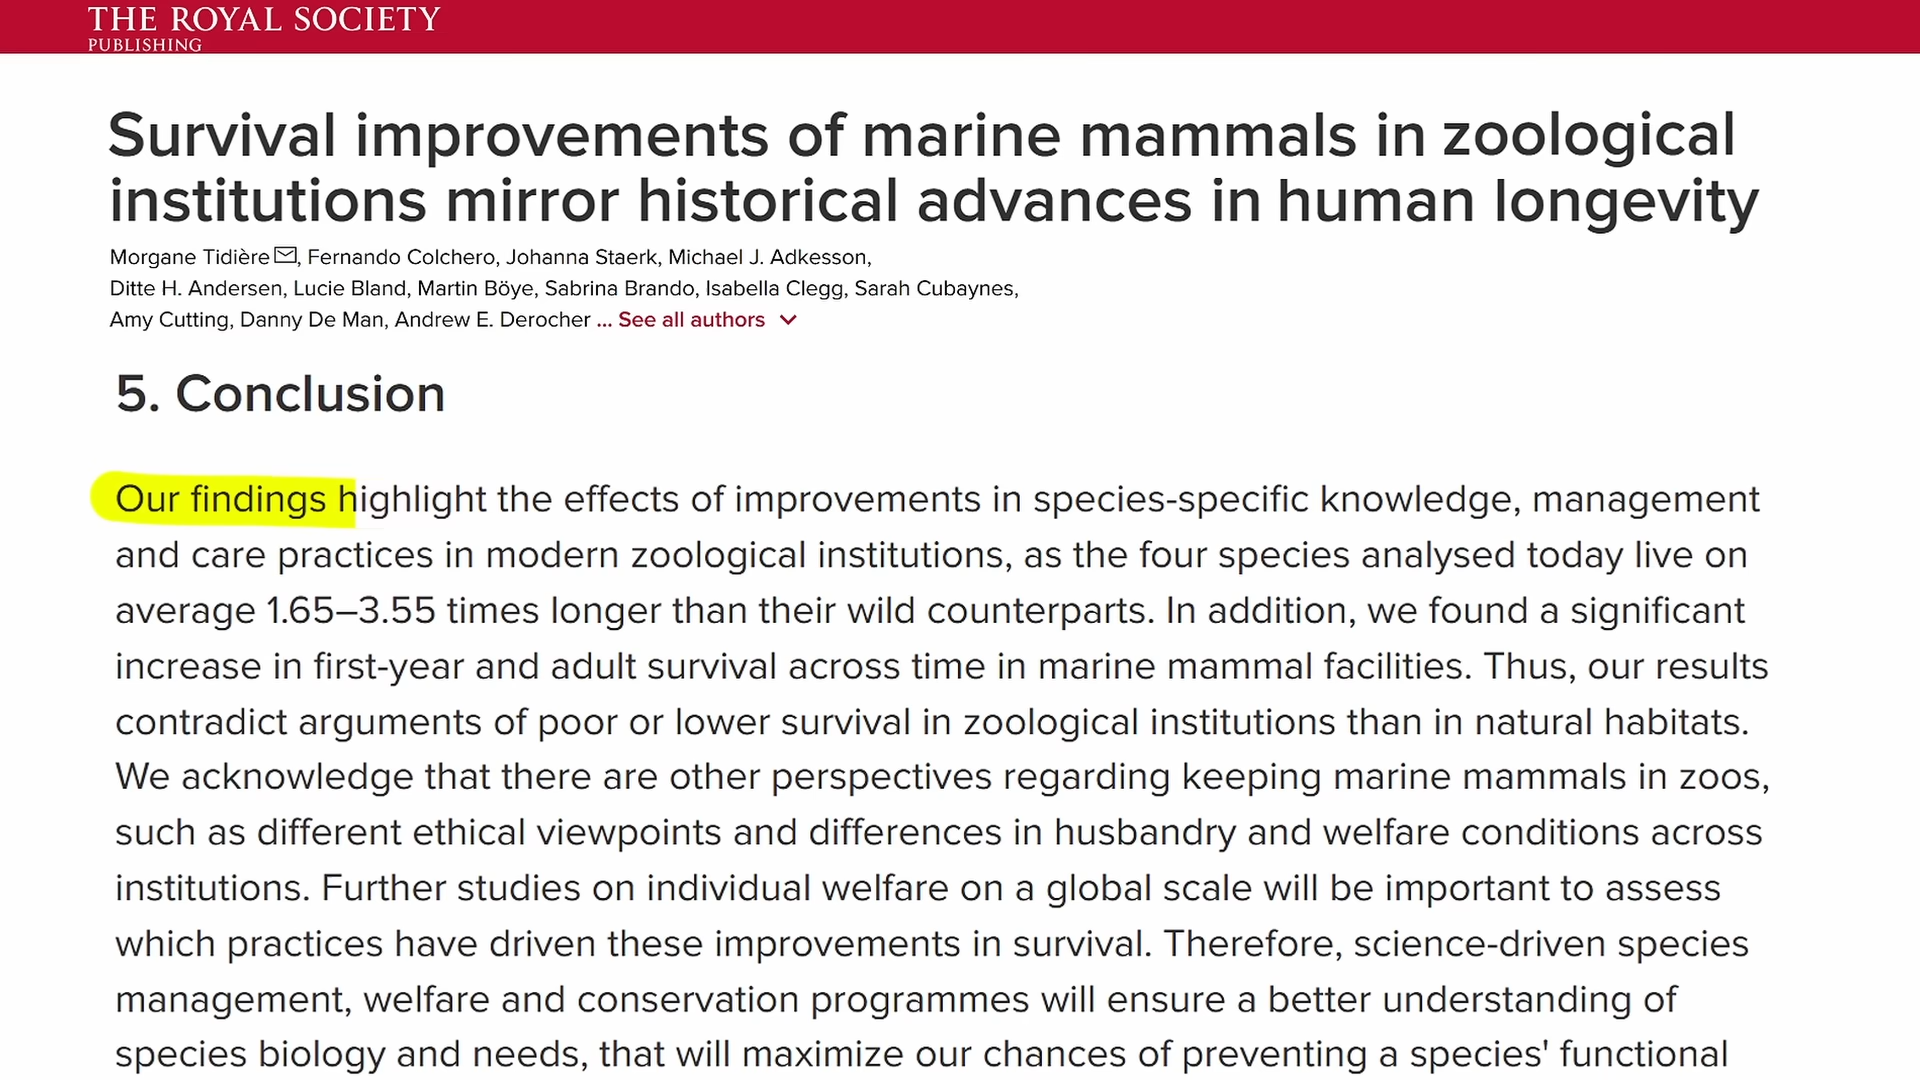 THE ROYAL SOCIETY
PUBLISHING
Survival improvements of marine mammals in zoological
institutions mirror historical advances in human longevity
Morgane Tidière, Fernando Colchero, Johanna Staerk, Michael J. Adkesson,
Ditte H. Andersen, Lucie Bland, Martin Böye, Sabrina Brando, Isabella Clegg, Sarah Cubaynes,
Amy Cutting, Danny De Man, Andrew E. Derocher ... See all authors
5. Conclusion
Our findings highlight the effects of improvements in species-specific knowledge, management
and care practices in modern zoological institutions, as the four species analysed today live on
average 1.65–3.55 times longer than their wild counterparts. In addition, we found a significant
increase in first-year and adult survival across time in marine mammal facilities. Thus, our results
contradict arguments of poor or lower survival in zoological institutions than in natural habitats.
We acknowledge that there are other perspectives regarding keeping marine mammals in zoos,
such as different ethical viewpoints and differences in husbandry and welfare conditions across
institutions. Further studies on individual welfare on a global scale will be important to assess
which practices have driven these improvements in survival. Therefore, science-driven species
management, welfare and conservation programmes will ensure a better understanding of
species biology and needs, that will maximize our chances of preventing a species' functional